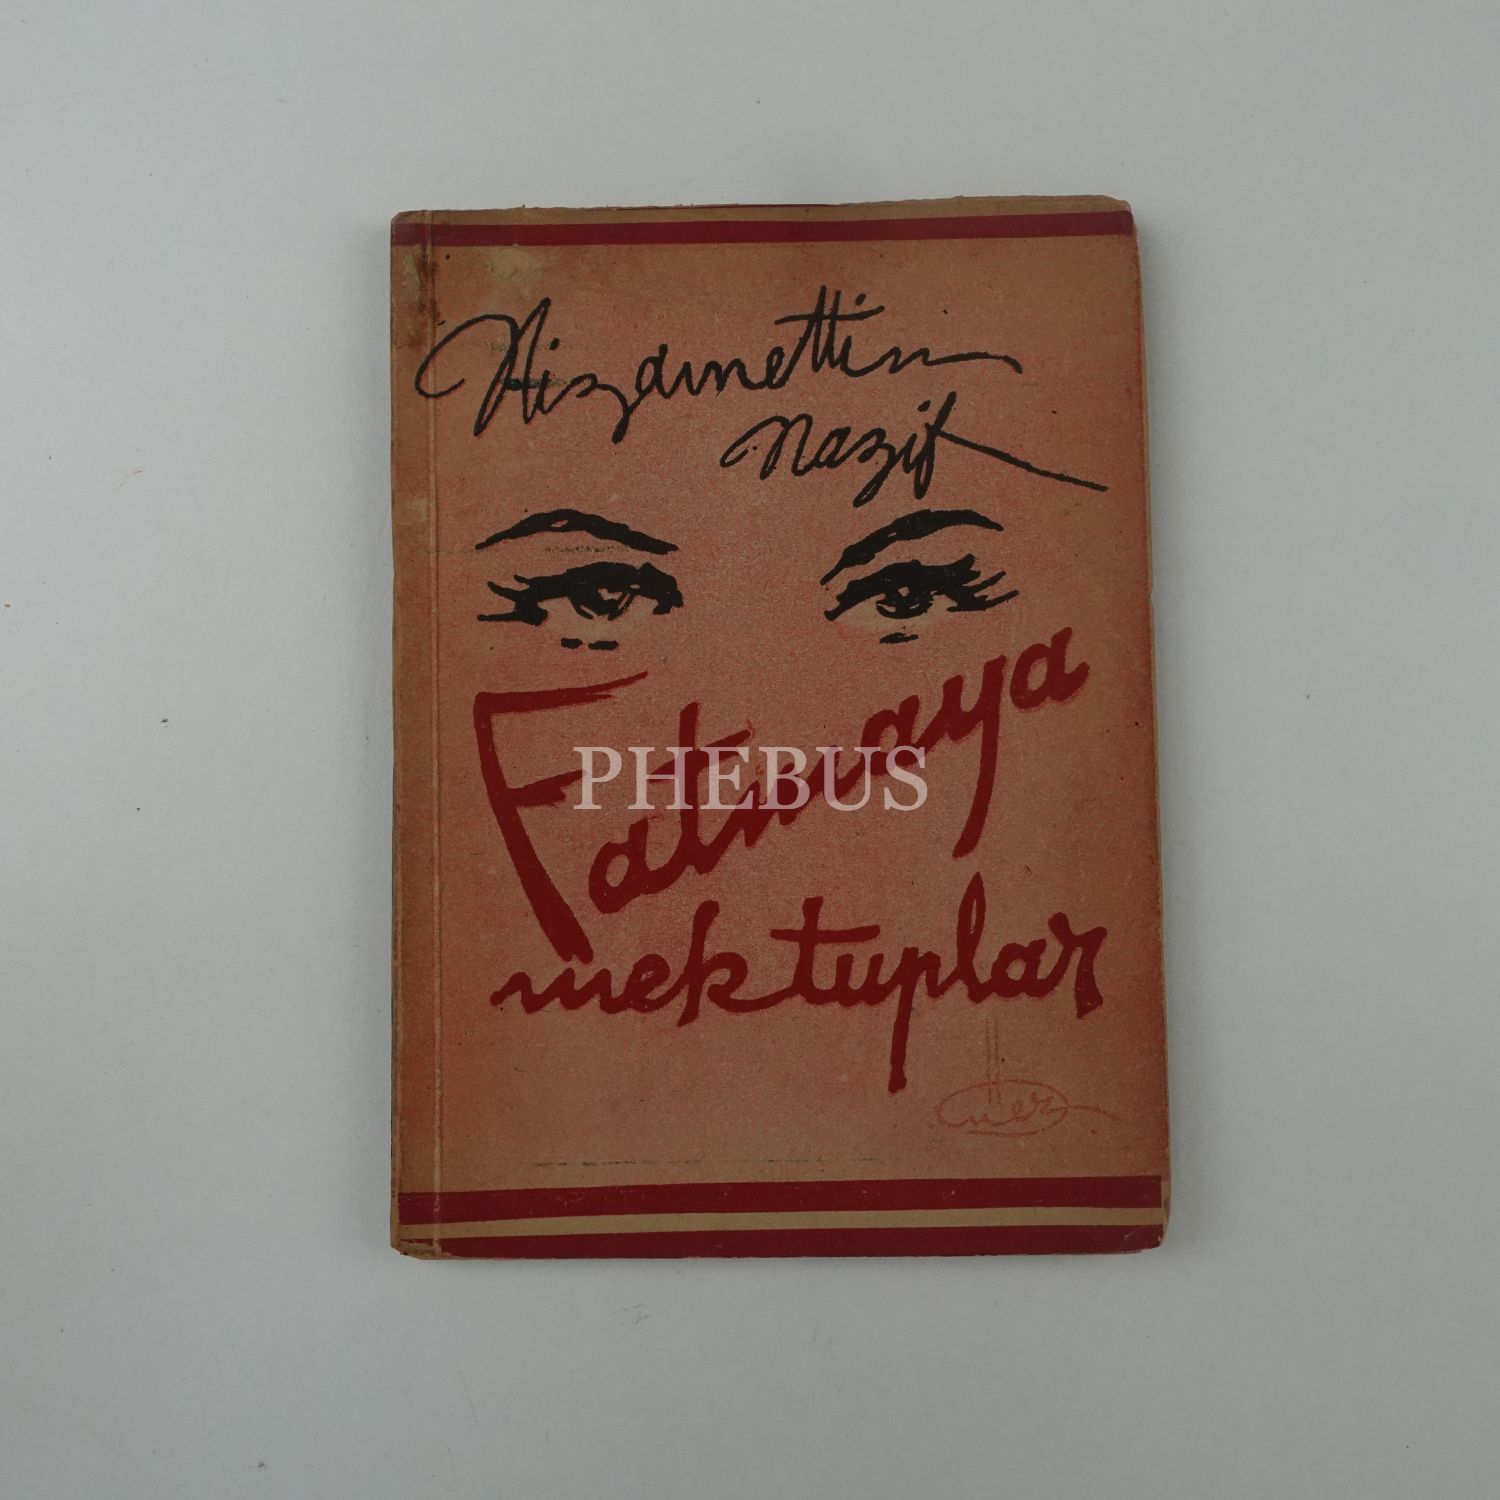 Nizamettin
Nazif
Fatmaya
PHEBUS
mektuplar